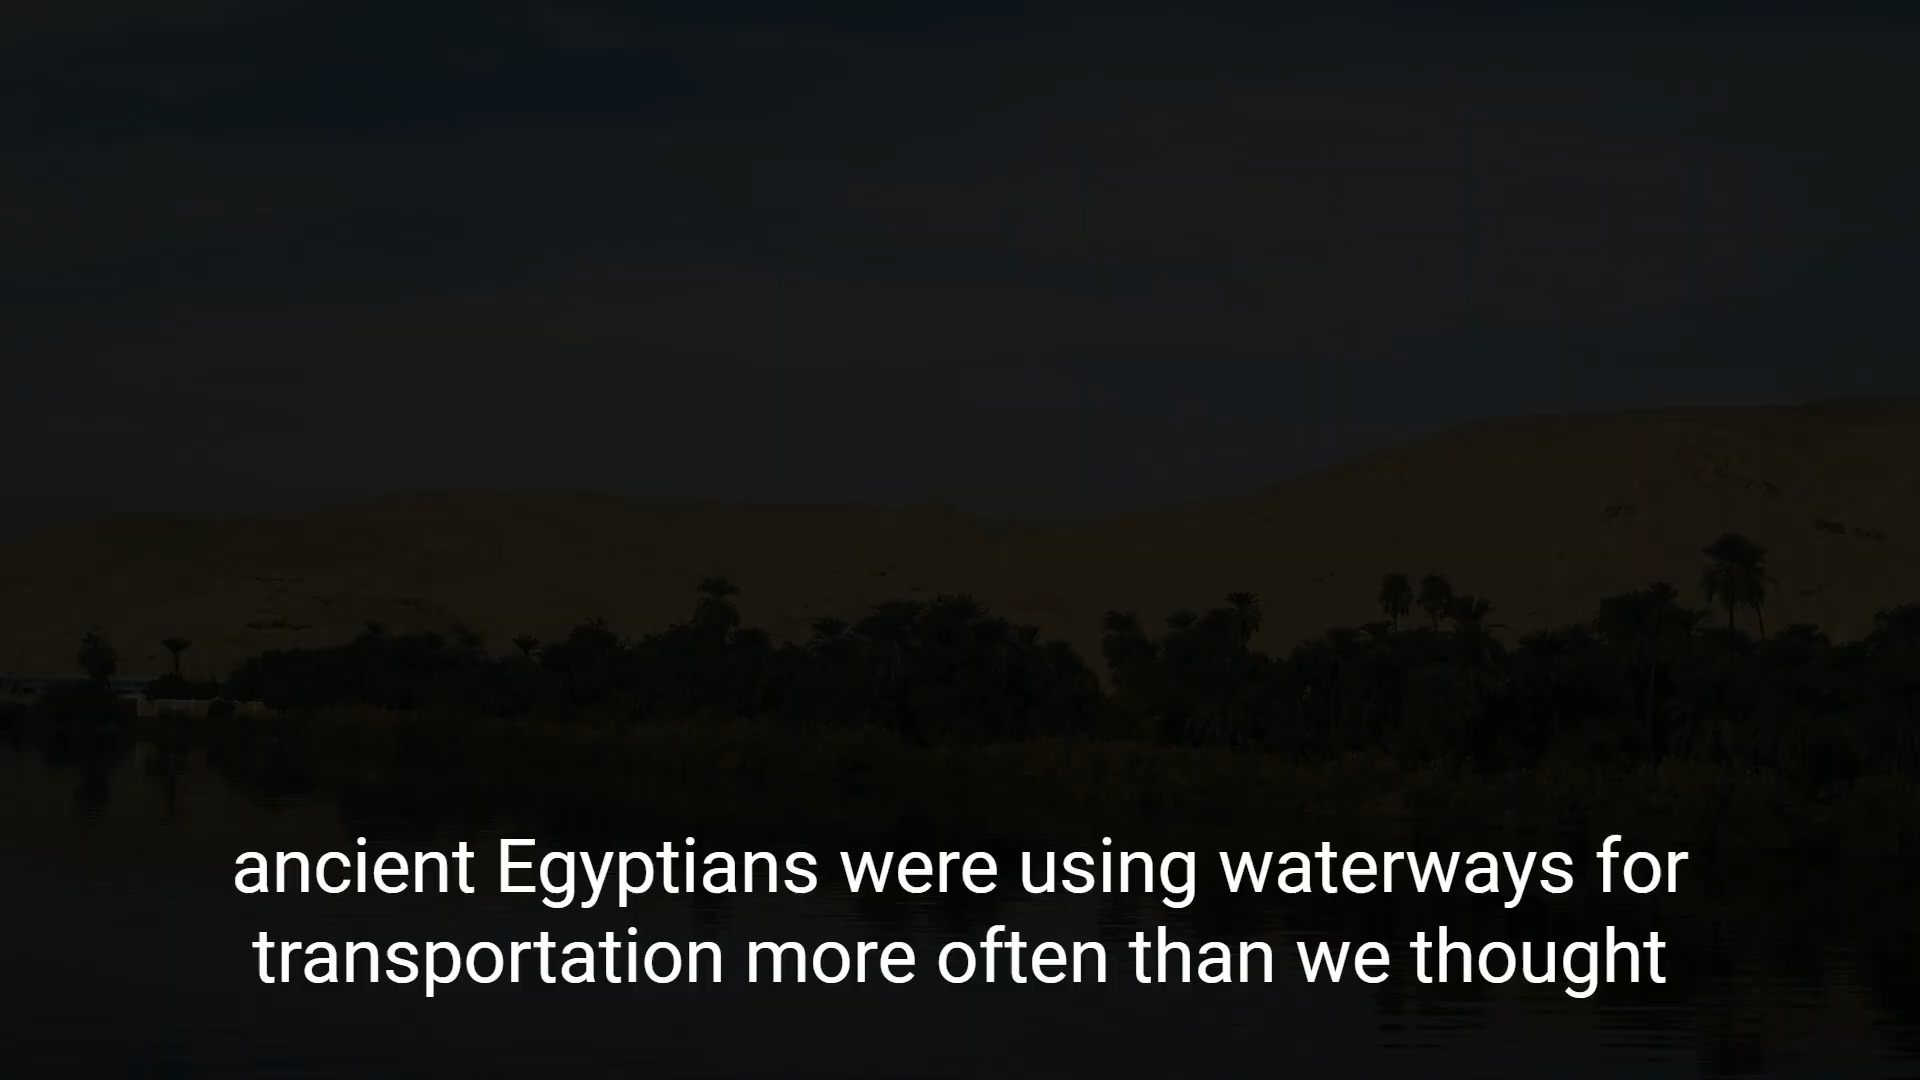 ancient Egyptians were using waterways for
transportation more often than we thought